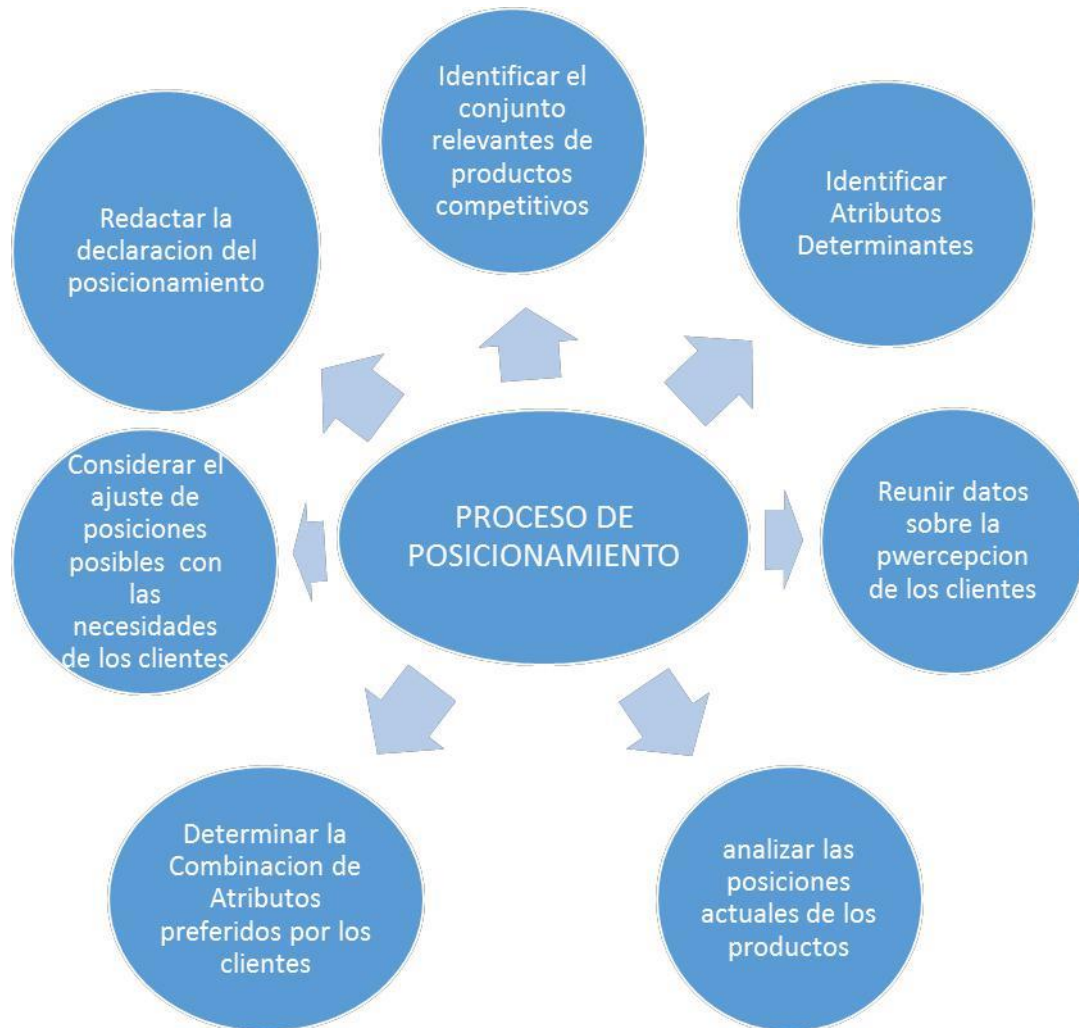 Identificar el
conjunto
relevantes de
productos
competitivos
Identificar
Atributos
Determinantes
Reunir datos
sobre la
pwercepcion
de los clientes
analizar las
posiciones
actuales de los
productos
Determinar la
Combinacion de
Atributos
preferidos por los
clientes
Considerar el
ajuste de
posiciones
posibles con
las
necesidades
de los clientes
Redactar la
declaracion del
posicionamiento
PROCESO DE
POSICIONAMIENTO